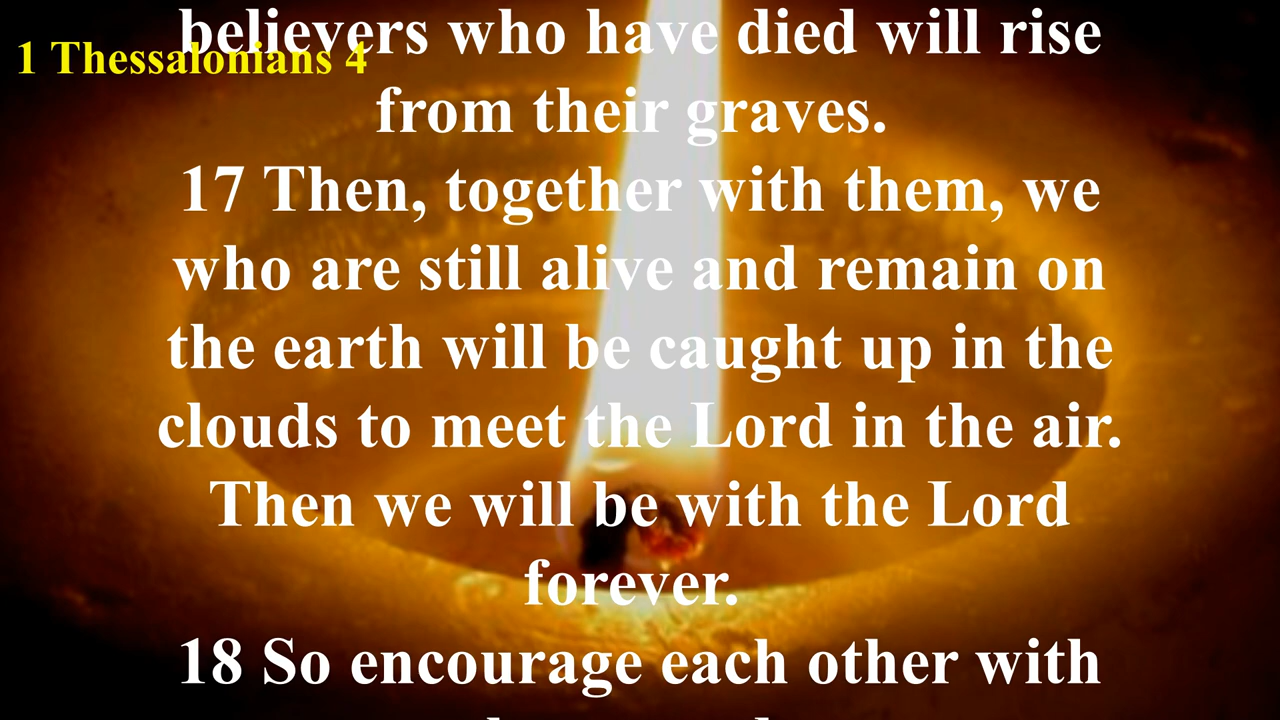 believers who have died will rise
1 Thessalonians 4
from their graves.
17 Then, together with them, we
who are still alive and remain on
the earth will be caught up in the
clouds to meet the Lord in the air.
Then we will be with the Lord
forever.
18 So encourage each other with